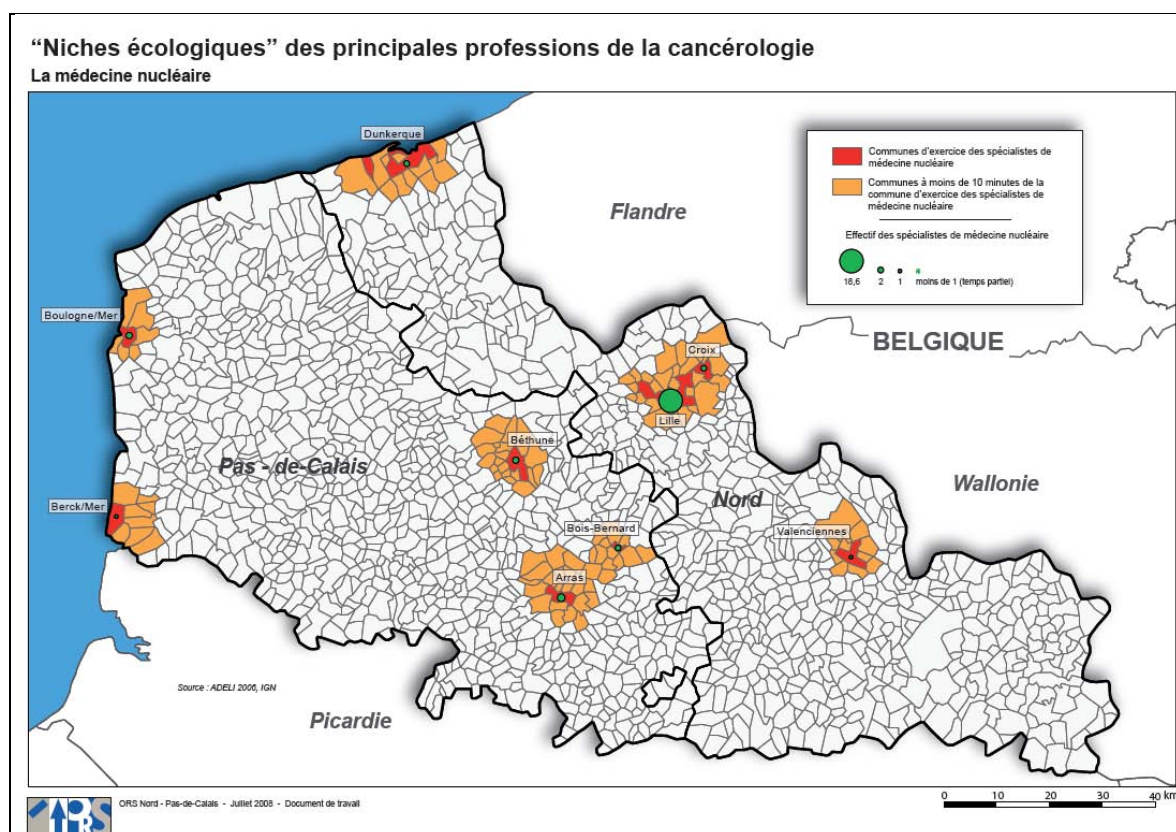 “Niches écologiques” des principales professions de la cancérologie
La médecine nucléaire
Dunkerque
Communes d'exercice des spécialistes de
médecine nucléaire
Communes à moins de 10 minutes de la
commune d'exercice des spécialistes de
médecine nucléaire
Effectif des spécialistes de médecine nucléaire
18,6 2 1 moins de 1 (temps partiel)
Flandre
Boulogne/Mer
BELGIQUE
Croix
Lille
Béthune
Pas - de-Calais
Wallonie
Nord
Berck/Mer
Bois-Bernard
Valenciennes
Arras
Source : ADELI 2006, IGN
Picardie
ORS Nord - Pas-de-Calais - Juillet 2008 - Document de travail
0 10 20 30 40 km
ORS